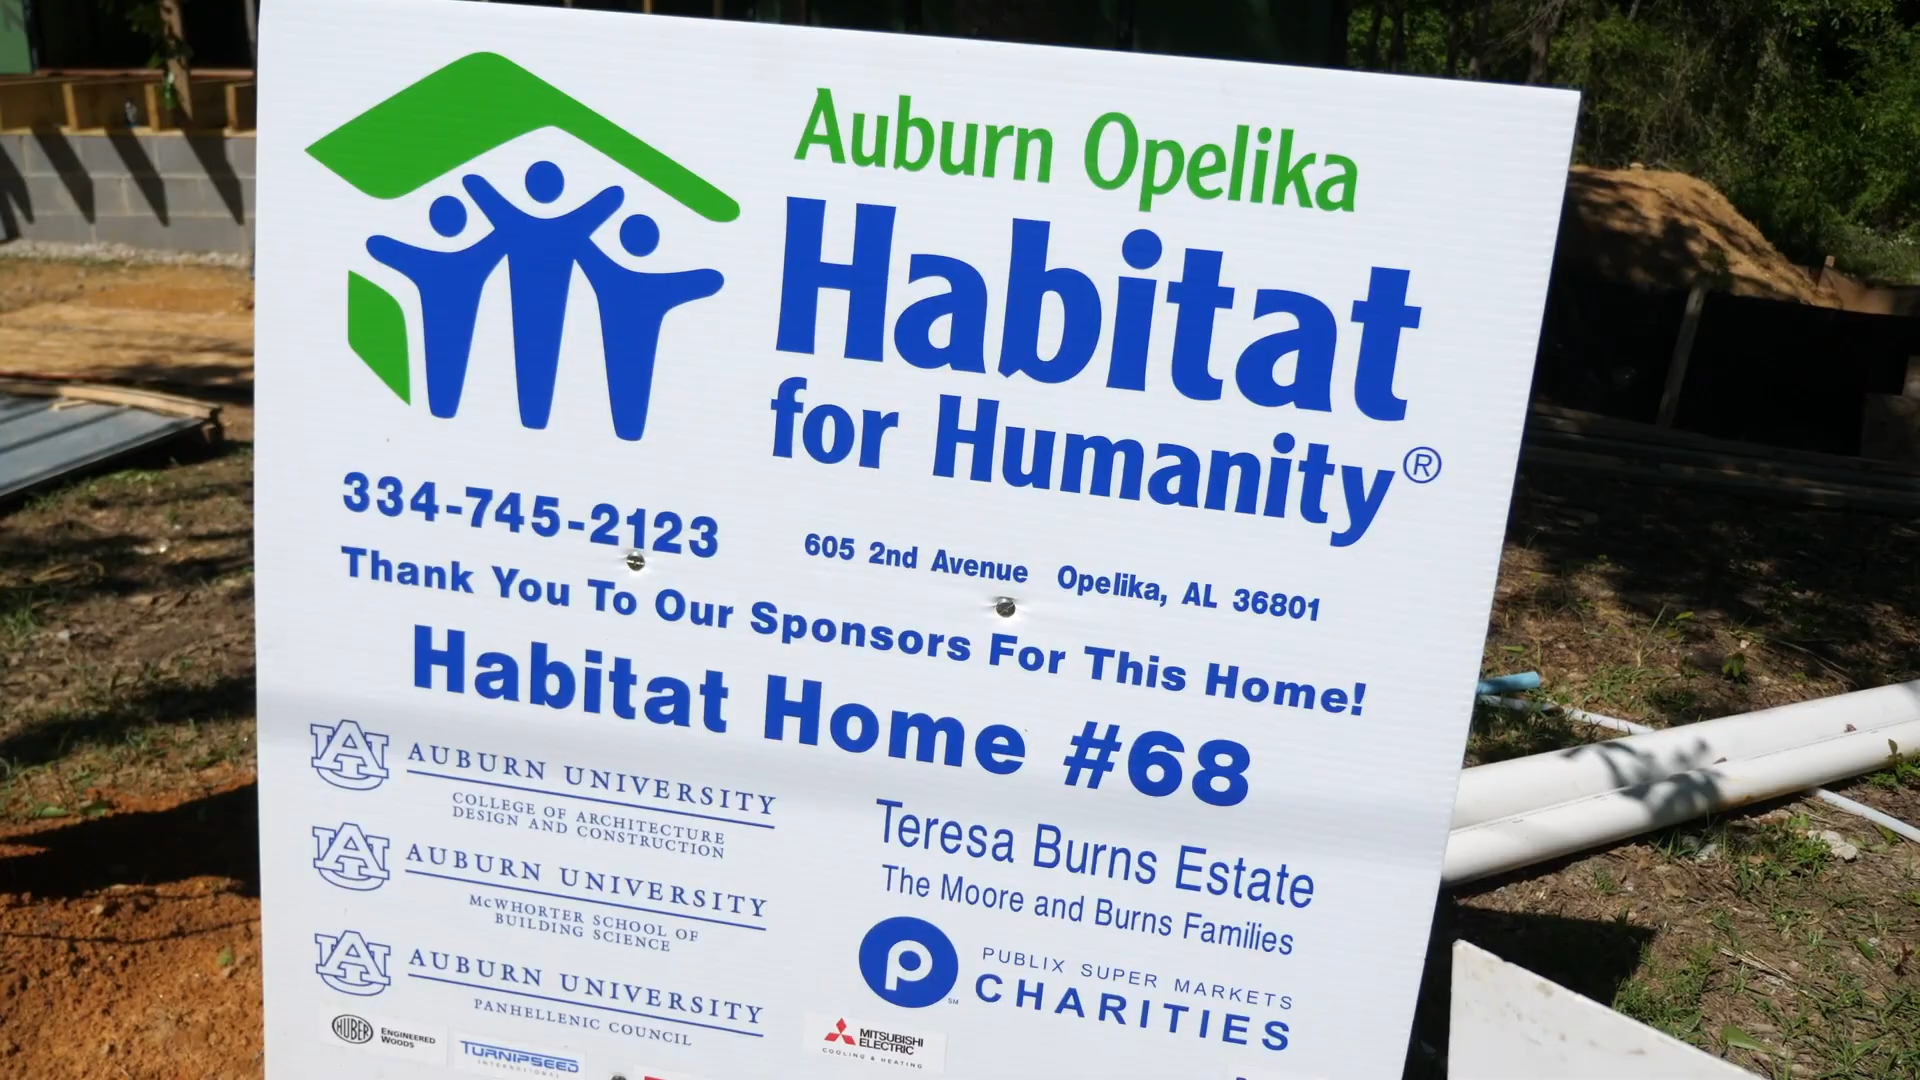 Auburn Opelika
Habitat
for Humanity®
334-745-2123
605 2nd Avenue Opelika, AL 36801
Thank You To Our Sponsors For This Home!
Habitat Home #68
AUBURN UNIVERSITY
COLLEGE OF ARCHITECTURE
DESIGN AND CONSTRUCTION
AUBURN UNIVERSITY
McWHORTER SCHOOL OF
BUILDING SCIENCE
AUBURN UNIVERSITY
PANHELLENIC COUNCIL
Teresa Burns Estate
The Moore and Burns Families
PUBLIX SUPER MARKETS
CHARITIES
HUBER ENGINEERED
WOODS
TURNIPSEED
INTERNATIONAL
MITSUBISHI
ELECTRIC
COOLING & HEATING